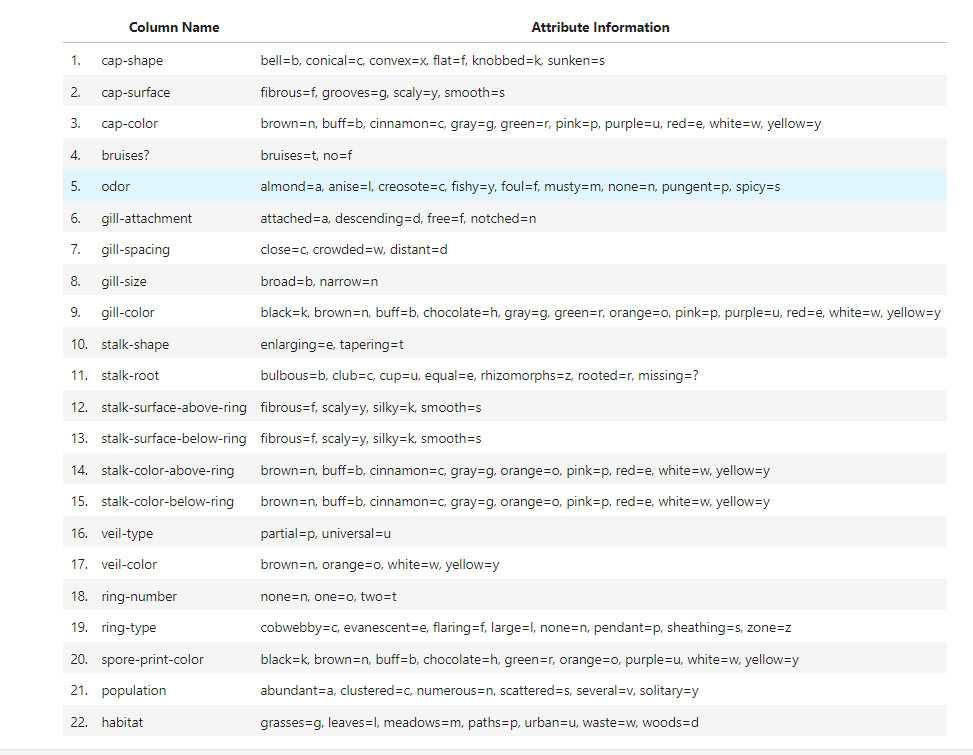 Column Name Attribute Information
1. cap-shape bell=b, conical=c, convex=x, flat=f, knobbed=k, sunken=s
2. cap-surface fibrous=f, grooves=g, scaly=y, smooth=s
3. cap-color brown=n, buff=b, cinnamon=c, gray=g, green=r, pink=p, purple=u, red=e, white=w, yellow=y
4. bruises? bruises=t, no=f
5. odor almond=a, anise=l, creosote=c, fishy=y, foul=f, musty=m, none=n, pungent=p, spicy=s
6. gill-attachment attached=a, descending=d, free=f, notched=n
7. gill-spacing close=c, crowded=w, distant=d
8. gill-size broad=b, narrow=n
9. gill-color black=k, brown=n, buff=b, chocolate=h, gray=g, green=r, orange=o, pink=p, purple=u, red=e, white=w, yellow=y
10. stalk-shape enlarging=e, tapering=t
11. stalk-root bulbous=b, club=c, cup=u, equal=e, rhizomorphs=z, rooted=r, missing=?
12. stalk-surface-above-ring fibrous=f, scaly=y, silky=k, smooth=s
13. stalk-surface-below-ring fibrous=f, scaly=y, silky=k, smooth=s
14. stalk-color-above-ring brown=n, buff=b, cinnamon=c, gray=g, orange=o, pink=p, red=e, white=w, yellow=y
15. stalk-color-below-ring brown=n, buff=b, cinnamon=c, gray=g, orange=o, pink=p, red=e, white=w, yellow=y
16. veil-type partial=p, universal=u
17. veil-color brown=n, orange=o, white=w, yellow=y
18. ring-number none=n, one=o, two=t
19. ring-type cobwebby=c, evanescent=e, flaring=f, large=l, none=n, pendant=p, sheathing=s, zone=z
20. spore-print-color black=k, brown=n, buff=b, chocolate=h, green=r, orange=o, purple=u, white=w, yellow=y
21. population abundant=a, clustered=c, numerous=n, scattered=s, several=v, solitary=y
22. habitat grasses=g, leaves=l, meadows=m, paths=p, urban=u, waste=w, woods=d